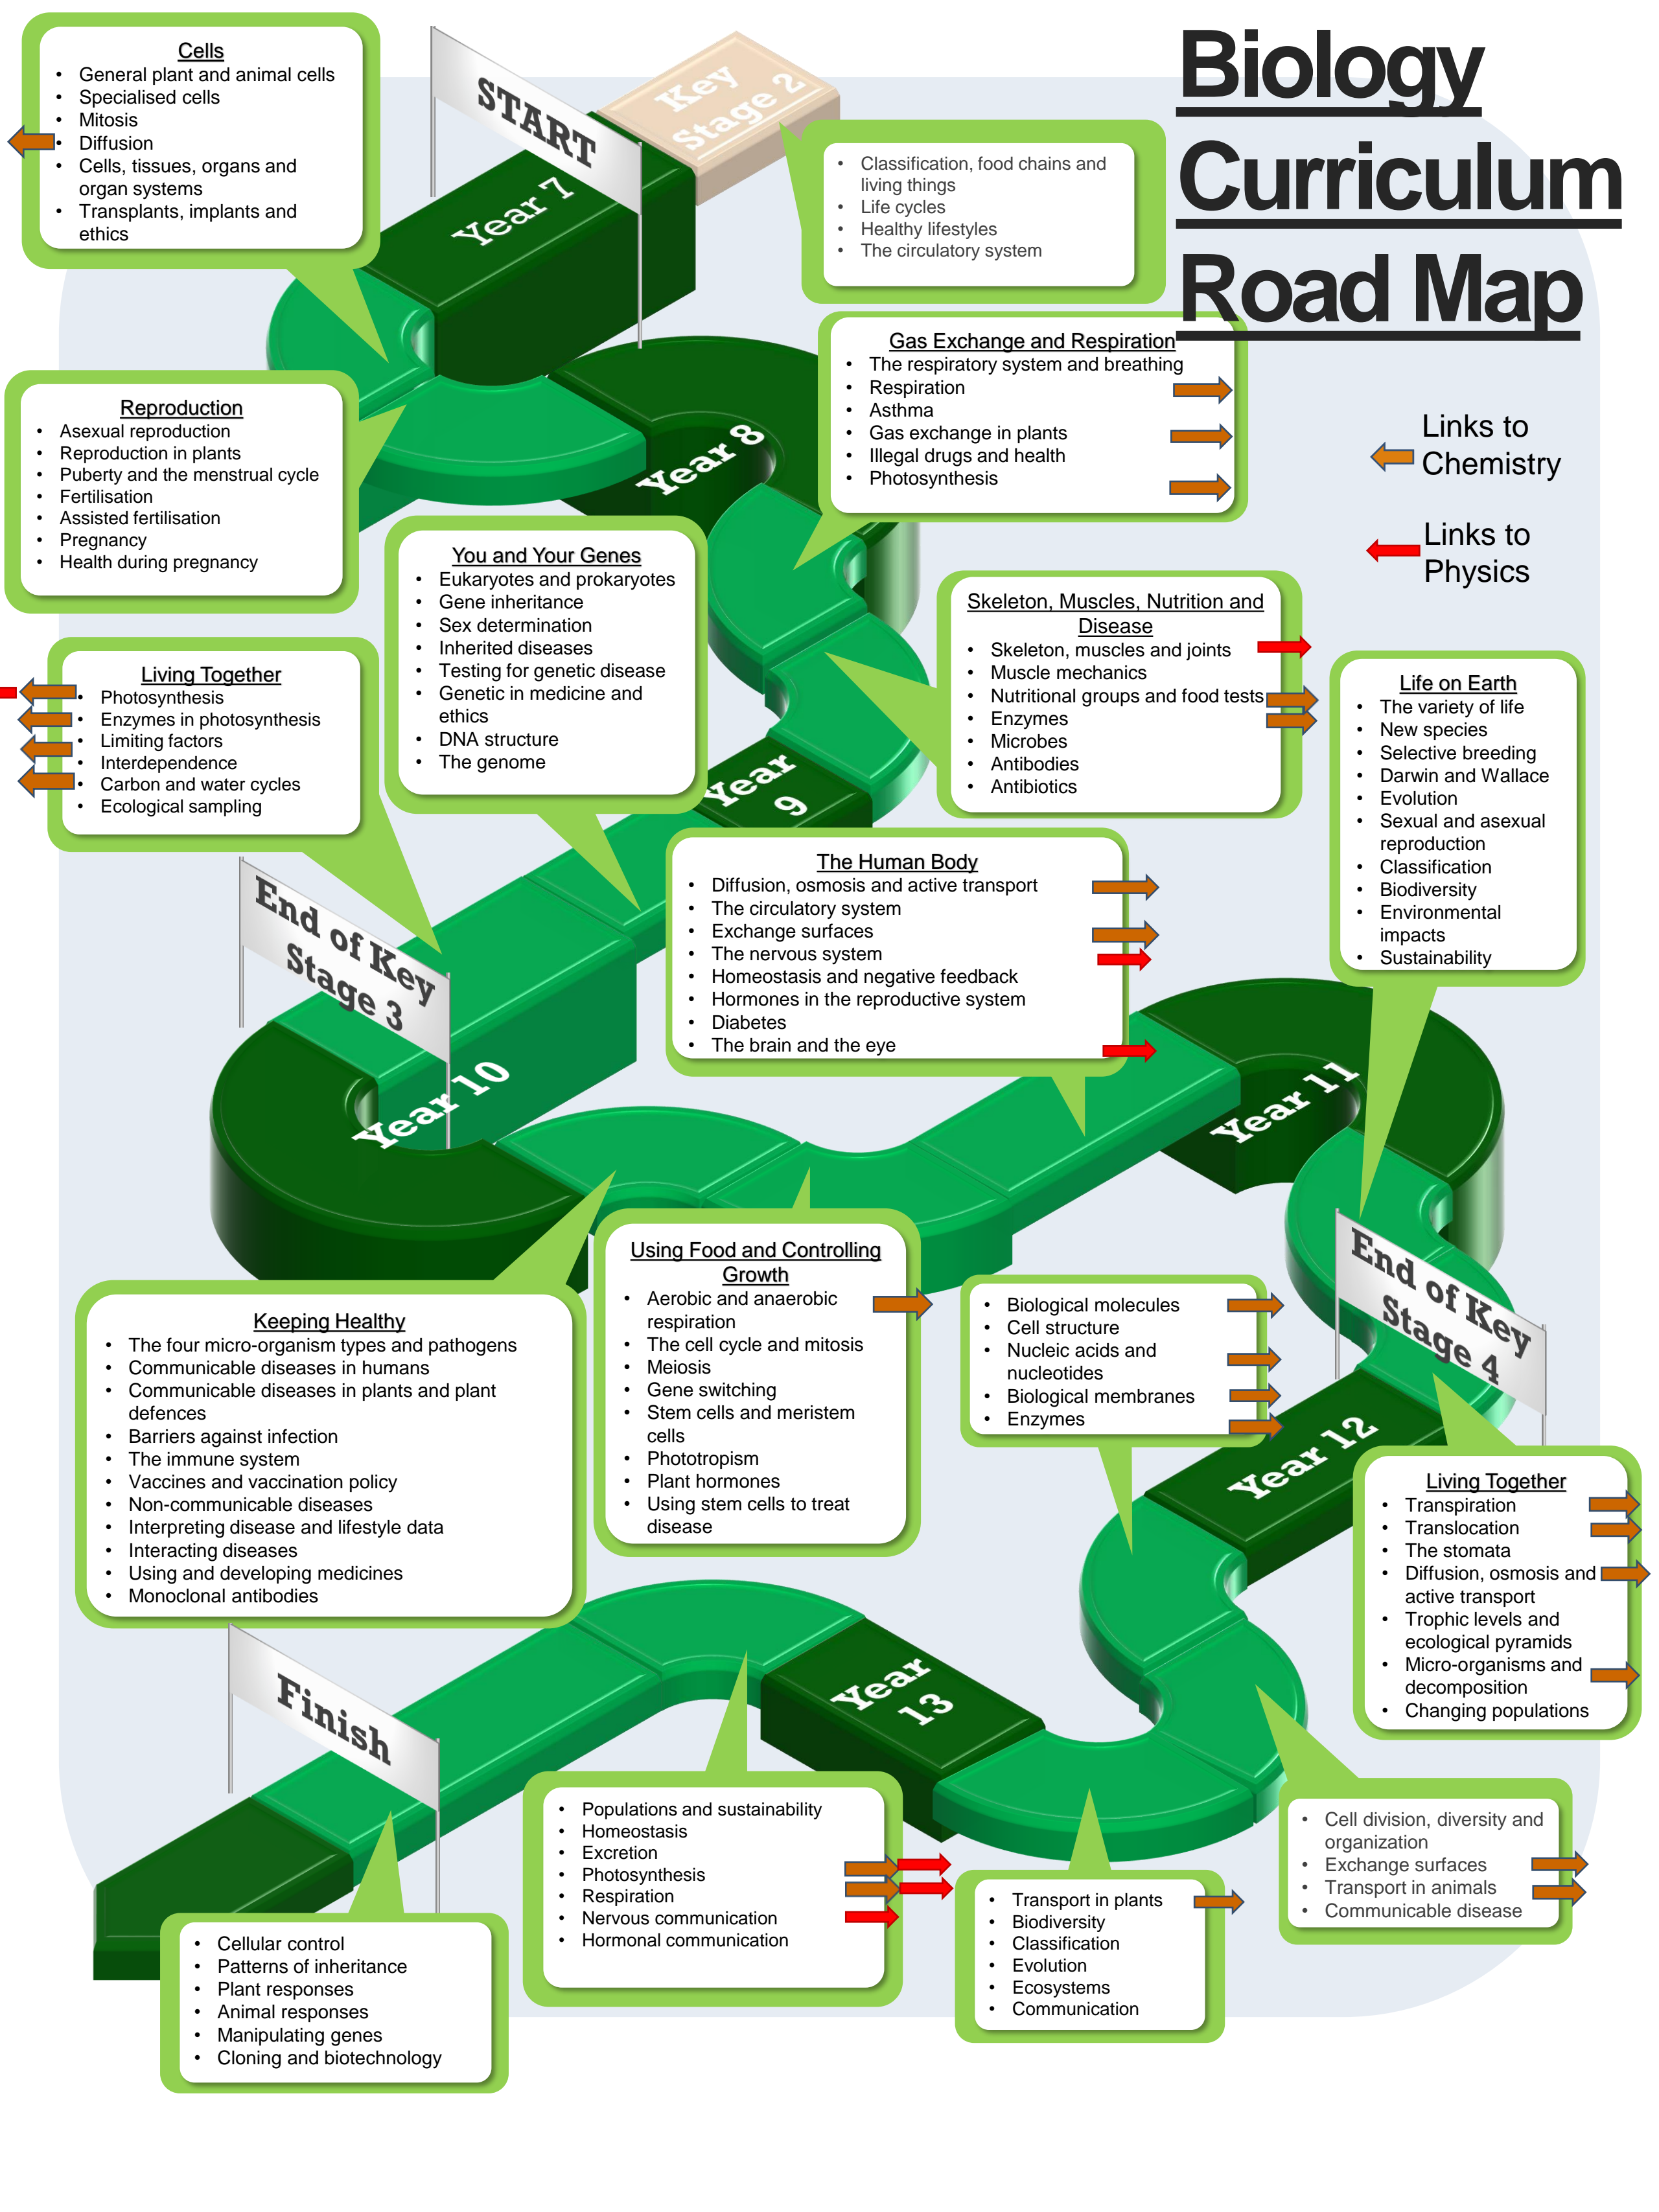 Biology
Curriculum
Road Map
Links to
Chemistry
Links to
Physics
START
Key
Stage 2
• Classification, food chains and
living things
• Life cycles
• Healthy lifestyles
• The circulatory system
Year 7
Cells
• General plant and animal cells
• Specialised cells
• Mitosis
• Diffusion
• Cells, tissues, organs and
organ systems
• Transplants, implants and
ethics
Reproduction
• Asexual reproduction
• Reproduction in plants
• Puberty and the menstrual cycle
• Fertilisation
• Assisted fertilisation
• Pregnancy
• Health during pregnancy
Year 8
Gas Exchange and Respiration
• The respiratory system and breathing
• Respiration
• Asthma
• Gas exchange in plants
• Illegal drugs and health
• Photosynthesis
Skeleton, Muscles, Nutrition and
Disease
• Skeleton, muscles and joints
• Muscle mechanics
• Nutritional groups and food tests
• Enzymes
• Microbes
• Antibodies
• Antibiotics
Year
9
You and Your Genes
• Eukaryotes and prokaryotes
• Gene inheritance
• Sex determination
• Inherited diseases
• Testing for genetic disease
• Genetic in medicine and
ethics
• DNA structure
• The genome
Living Together
• Photosynthesis
• Enzymes in photosynthesis
• Limiting factors
• Interdependence
• Carbon and water cycles
• Ecological sampling
End of Key
Stage 3
Year 10
Keeping Healthy
• The four micro-organism types and pathogens
• Communicable diseases in humans
• Communicable diseases in plants and plant
defences
• Barriers against infection
• The immune system
• Vaccines and vaccination policy
• Non-communicable diseases
• Interpreting disease and lifestyle data
• Interacting diseases
• Using and developing medicines
• Monoclonal antibodies
Using Food and Controlling
Growth
• Aerobic and anaerobic
respiration
• The cell cycle and mitosis
• Meiosis
• Gene switching
• Stem cells and meristem
cells
• Phototropism
• Plant hormones
• Using stem cells to treat
disease
The Human Body
• Diffusion, osmosis and active transport
• The circulatory system
• Exchange surfaces
• The nervous system
• Homeostasis and negative feedback
• Hormones in the reproductive system
• Diabetes
• The brain and the eye
Year 11
Life on Earth
• The variety of life
• New species
• Selective breeding
• Darwin and Wallace
• Evolution
• Sexual and asexual
reproduction
• Classification
• Biodiversity
• Environmental
impacts
• Sustainability
End of Key
Stage 4
Living Together
• Transpiration
• Translocation
• The stomata
• Diffusion, osmosis and
active transport
• Trophic levels and
ecological pyramids
• Micro-organisms and
decomposition
• Changing populations
Year 12
• Biological molecules
• Cell structure
• Nucleic acids and
nucleotides
• Biological membranes
• Enzymes
• Cell division, diversity and
organization
• Exchange surfaces
• Transport in animals
• Communicable disease
• Transport in plants
• Biodiversity
• Classification
• Evolution
• Ecosystems
• Communication
Year
13
• Populations and sustainability
• Homeostasis
• Excretion
• Photosynthesis
• Respiration
• Nervous communication
• Hormonal communication
Finish
• Cellular control
• Patterns of inheritance
• Plant responses
• Animal responses
• Manipulating genes
• Cloning and biotechnology